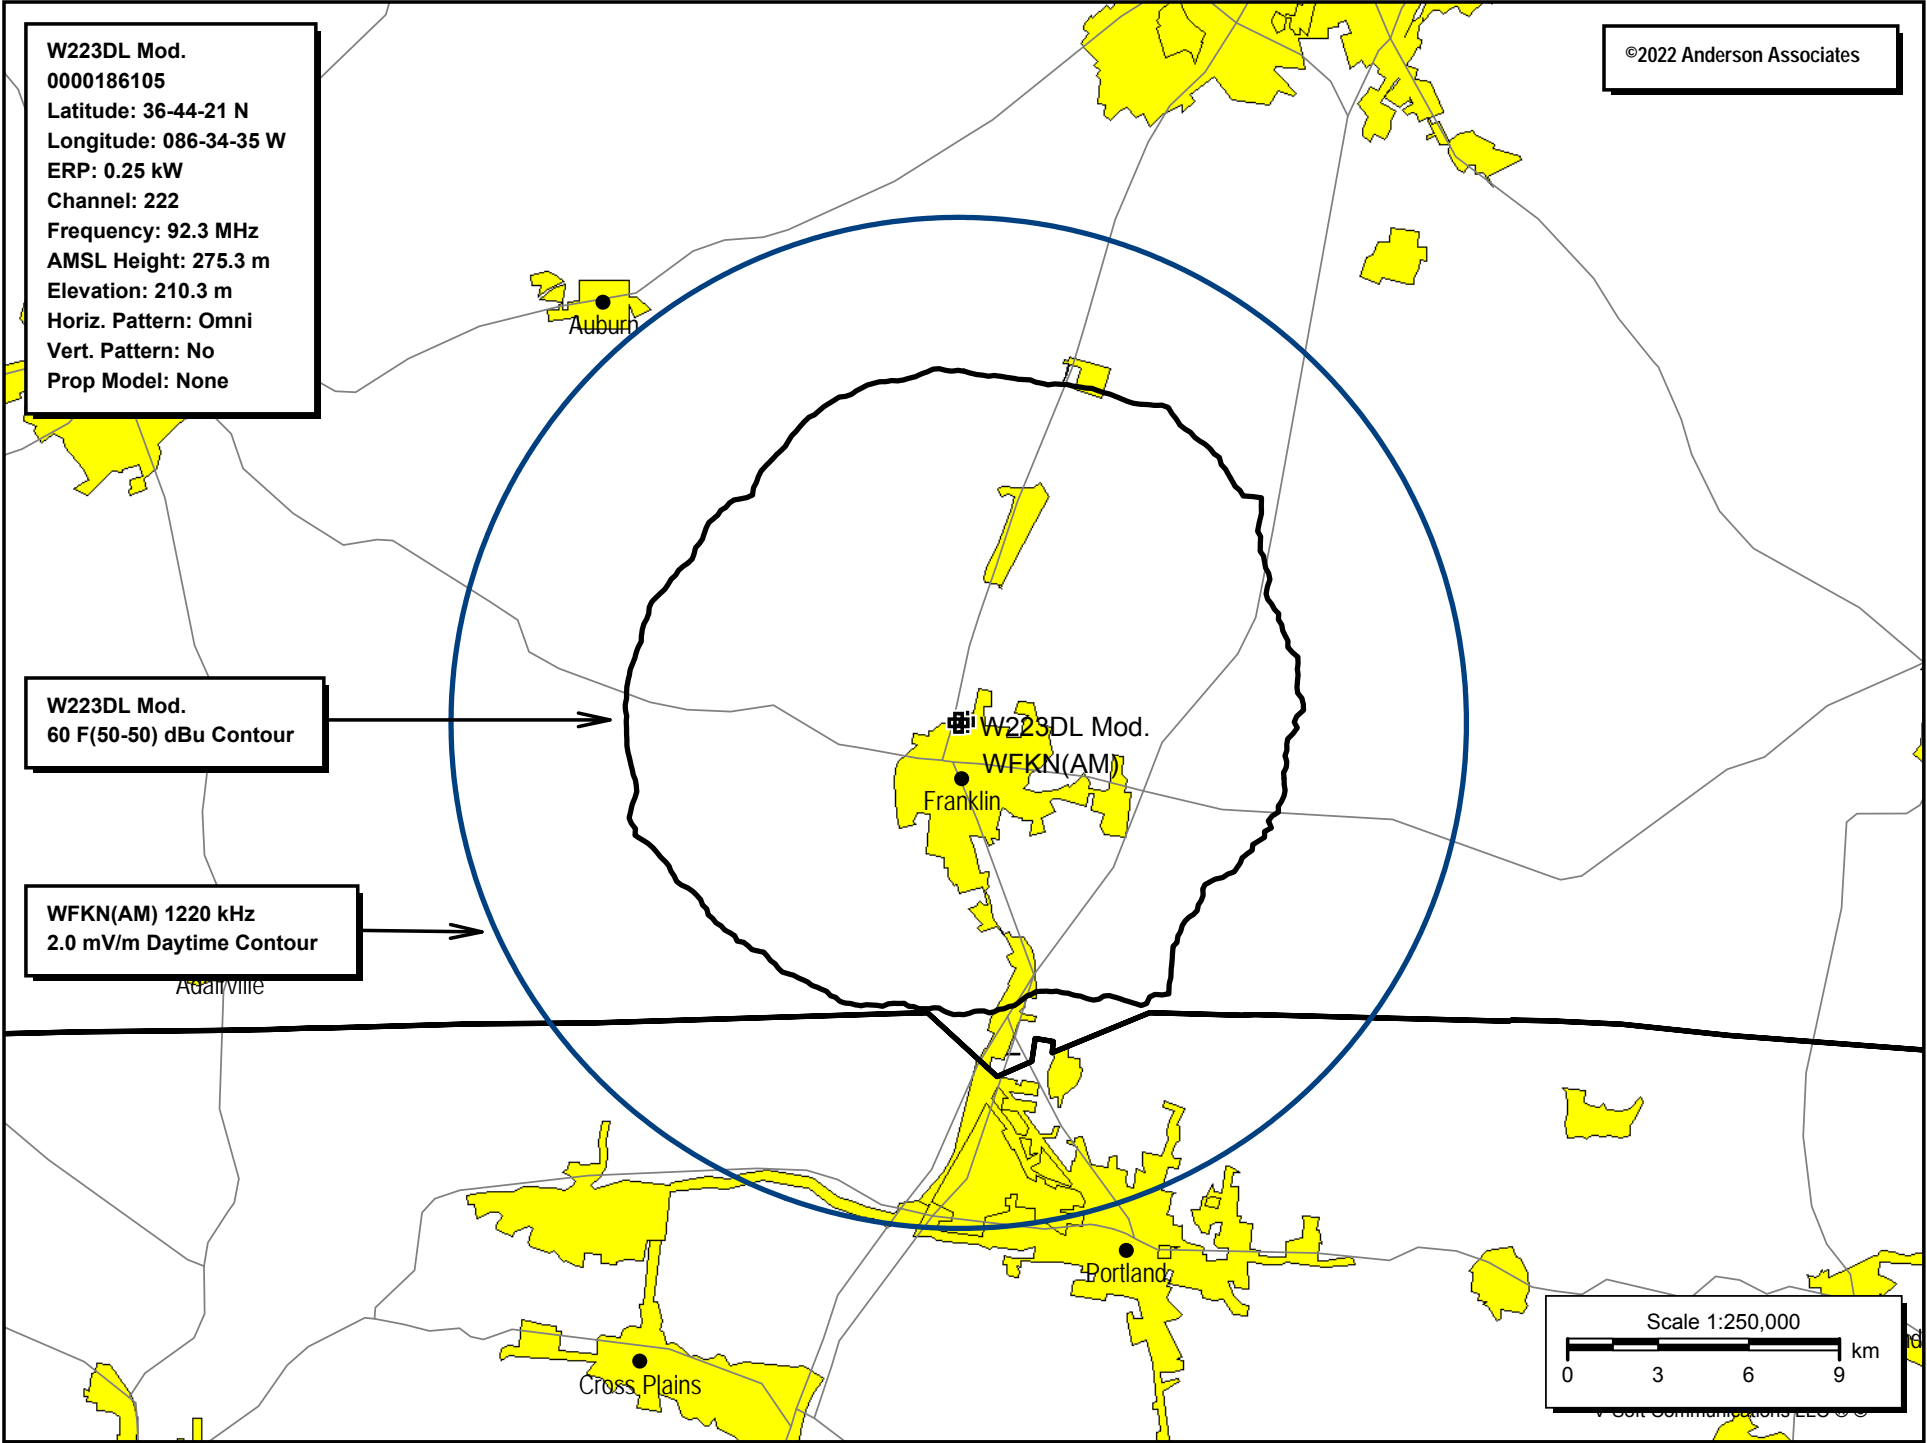 W223DL Mod.
0000186105
Latitude: 36-44-21 N
Longitude: 086-34-35 W
ERP: 0.25 kW
Channel: 222
Frequency: 92.3 MHz
AMSL Height: 275.3 m
Elevation: 210.3 m
Horiz. Pattern: Omni
Vert. Pattern: No
Prop Model: None
©2022 Anderson Associates
Auburn
W223DL Mod.
60 F(50-50) dBu Contour
W223DL Mod.
WFKN(AM)
Franklin
WFKN(AM) 1220 kHz
2.0 mV/m Daytime Contour
Adairville
Portland
Cross Plains
Scale 1:250,000
0 3 6 9 km